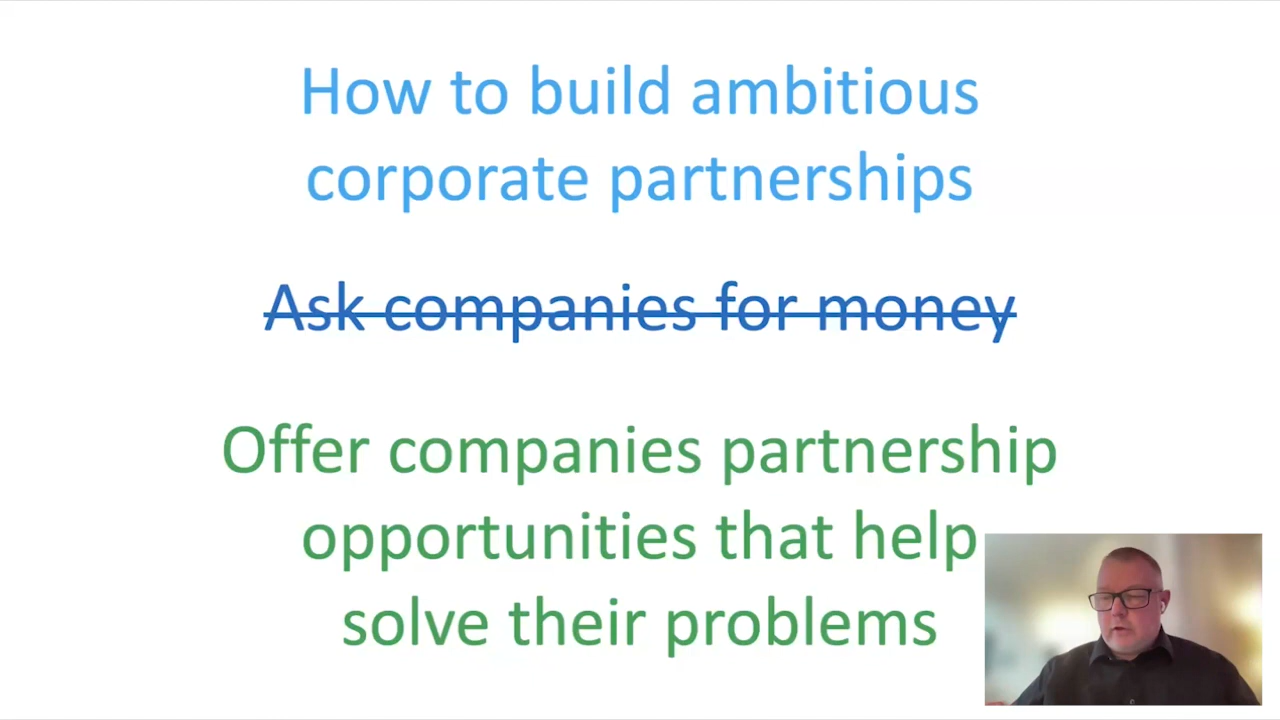 How to build ambitious
corporate partnerships
Ask companies for money
Offer companies partnership
opportunities that help
solve their problems